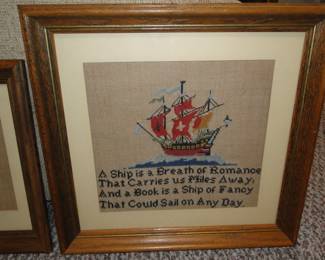 A Ship is a Breath of Romance
That Carries us Miles Away,
And a Book is a Ship of Fancy
That Could Sail on Any Day.